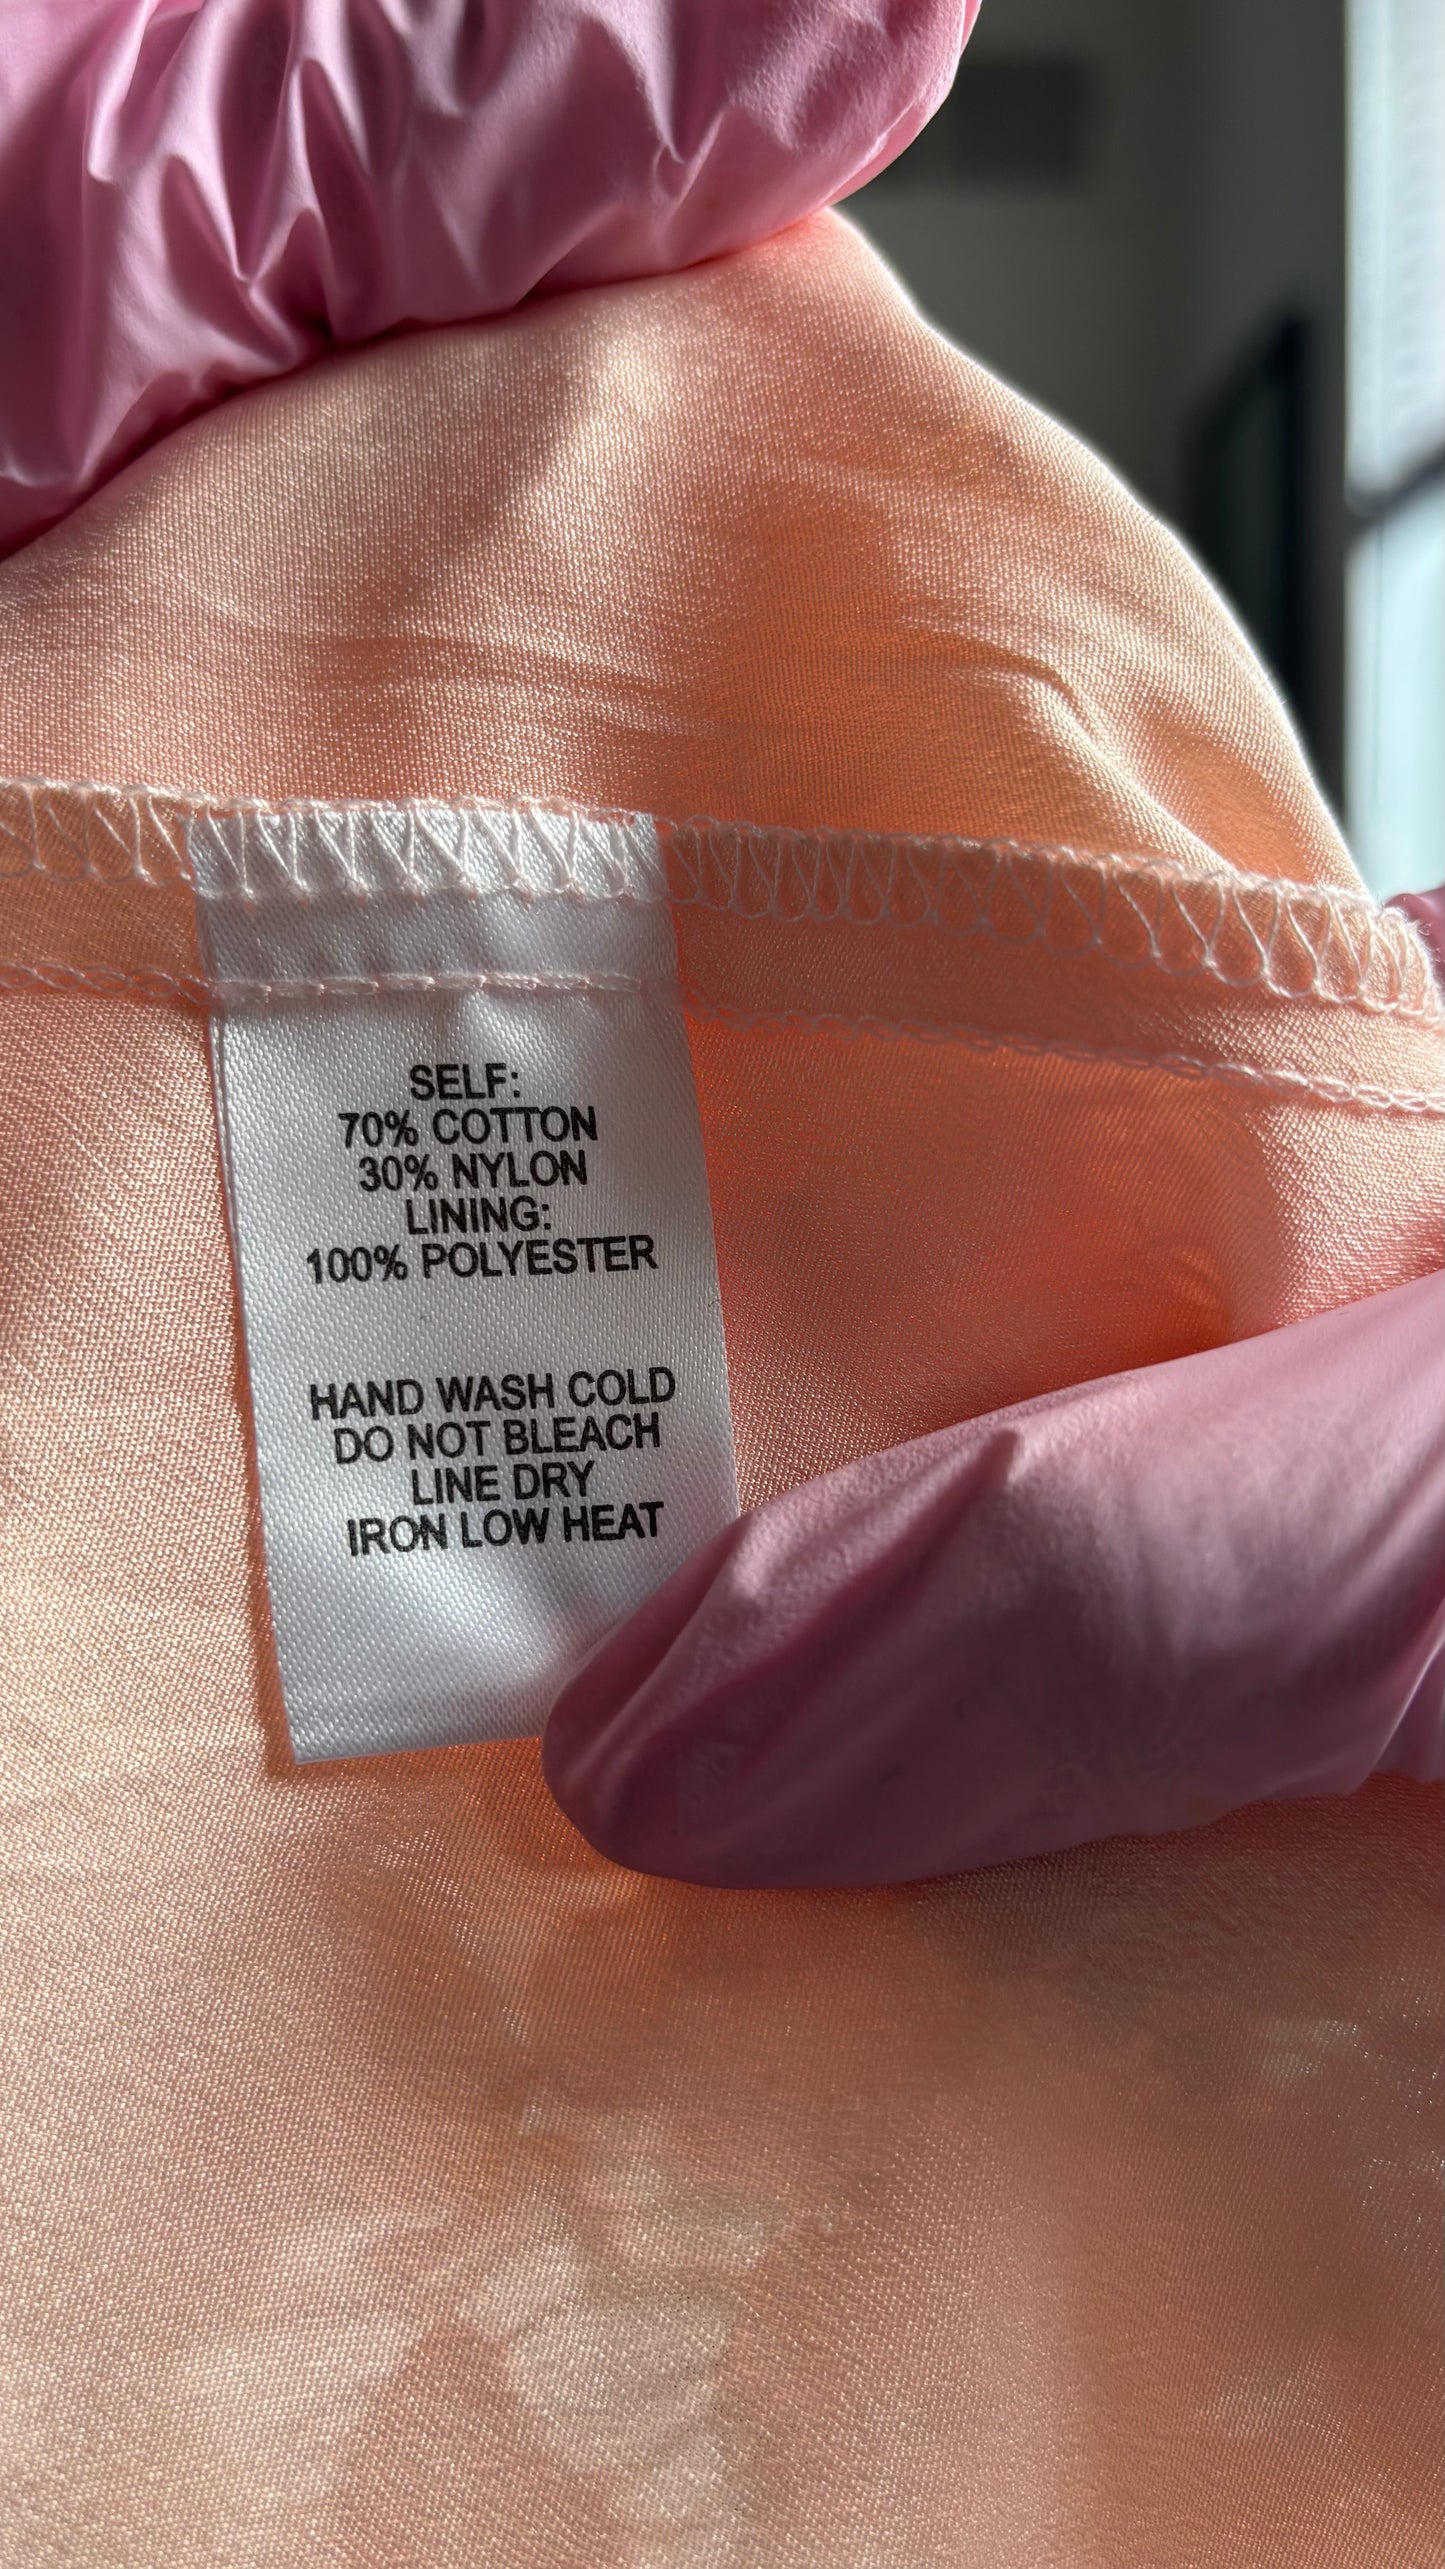 SELF:
70% COTTON
30% NYLON
LINING:
100% POLYESTER
HAND WASH COLD
DO NOT BLEACH
LINE DRY
IRON LOW HEAT